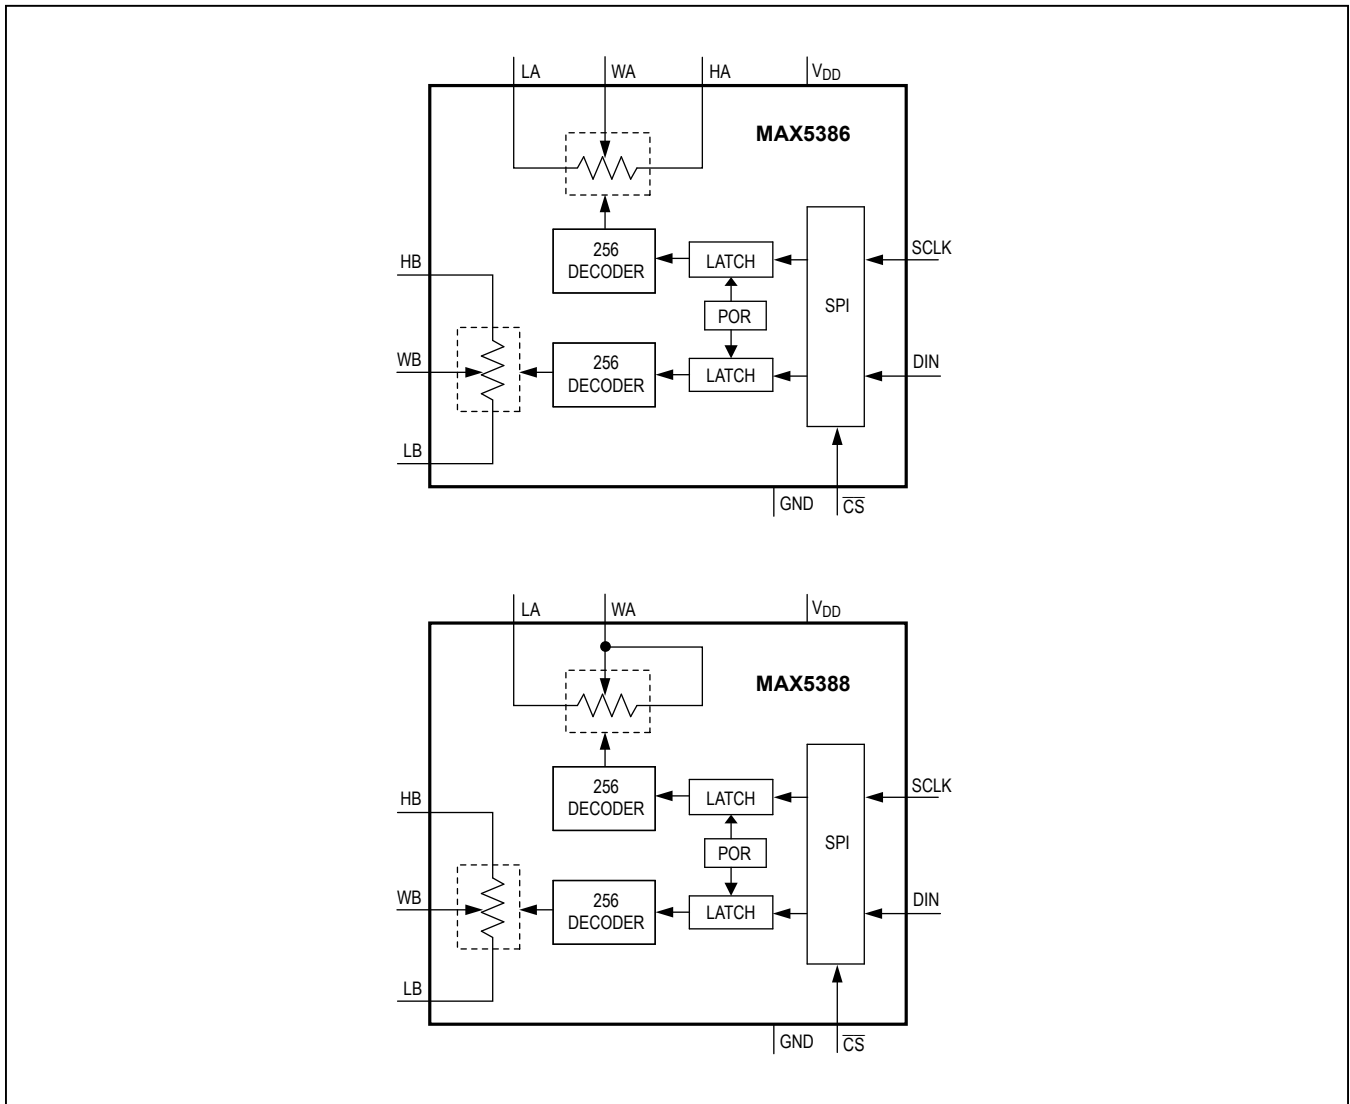 LA WA HA VDD
MAX5386
256
DECODER
LATCH
SCLK
HB
POR
SPI
WB
256
DECODER
LATCH
DIN
LB
GND CS
LA WA VDD
MAX5388
256
DECODER
LATCH
SCLK
HB
POR
SPI
WB
256
DECODER
LATCH
DIN
LB
GND CS